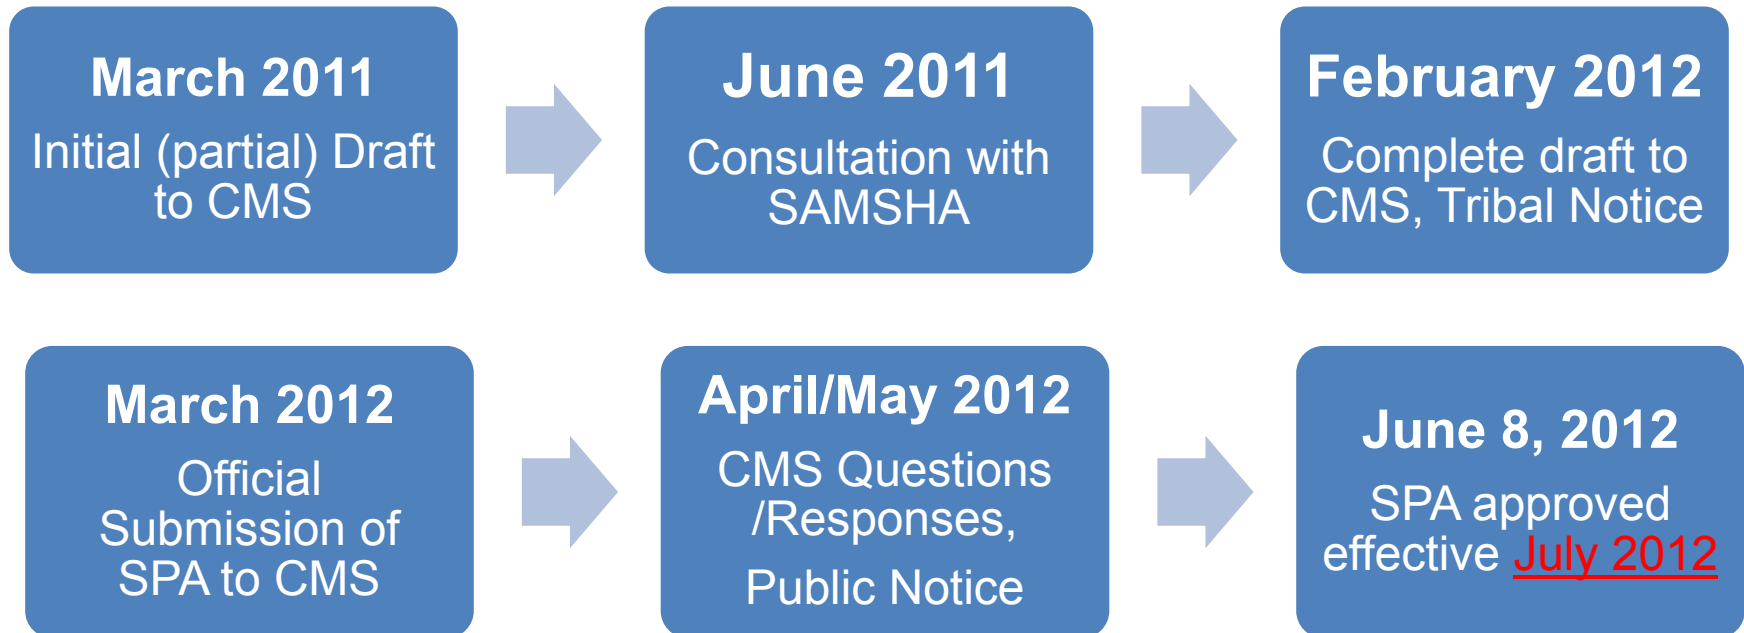 March 2011
Initial (partial) Draft
to CMS
June 2011
Consultation with
SAMSHA
February 2012
Complete draft to
CMS, Tribal Notice
March 2012
Official
Submission of
SPA to CMS
April/May 2012
CMS Questions
/Responses,
Public Notice
June 8, 2012
SPA approved
effective July 2012